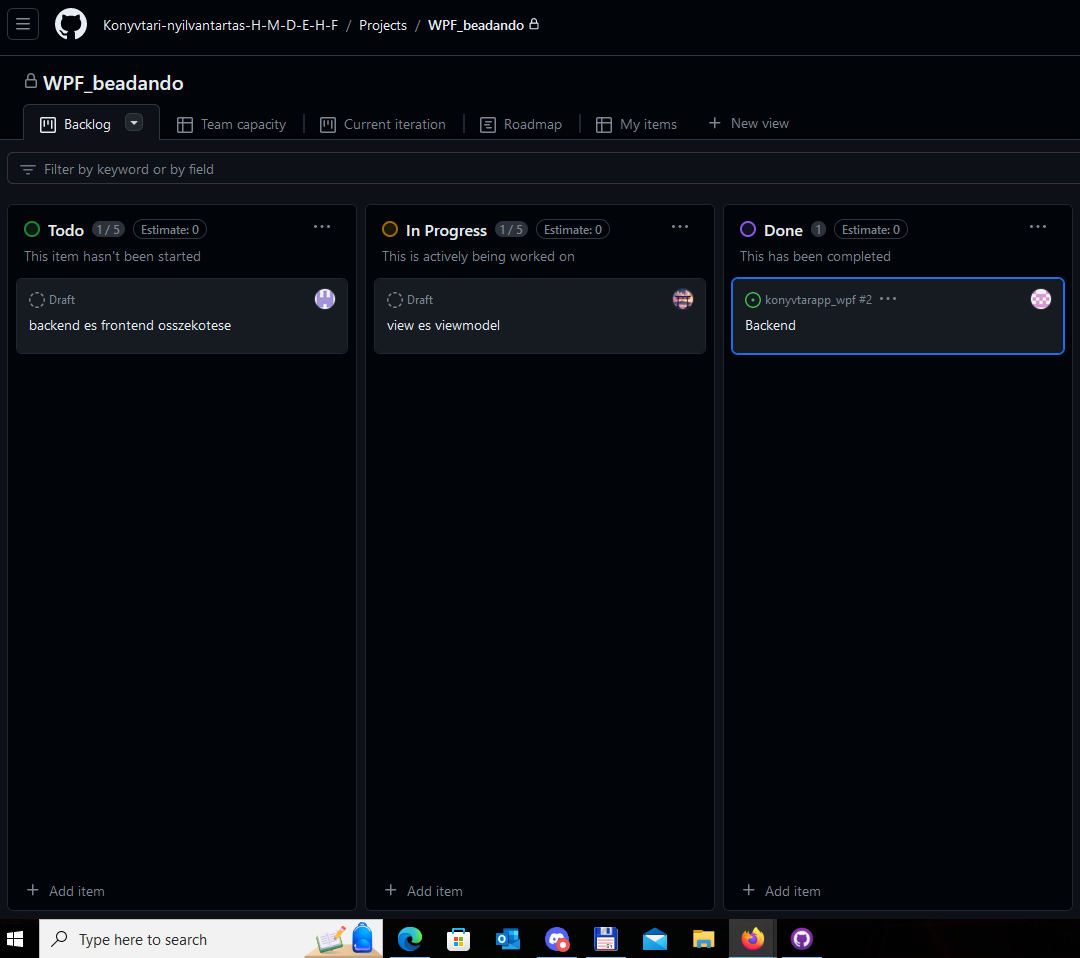 Konyvtari-nyilvantartas-H-M-D-E-H-F / Projects / WPF_beadando
WPF_beadando
Backlog Team capacity Current iteration Roadmap My items + New view
Filter by keyword or by field
Todo 1 / 5 Estimate: 0 ···
This item hasn't been started
Draft
backend es frontend osszekotese
+ Add item
In Progress 1 / 5 Estimate: 0 ···
This is actively being worked on
Draft
view es viewmodel
+ Add item
Done 1 Estimate: 0 ···
This has been completed
konyvtarapp_wpf #2 ···
Backend
+ Add item
Type here to search